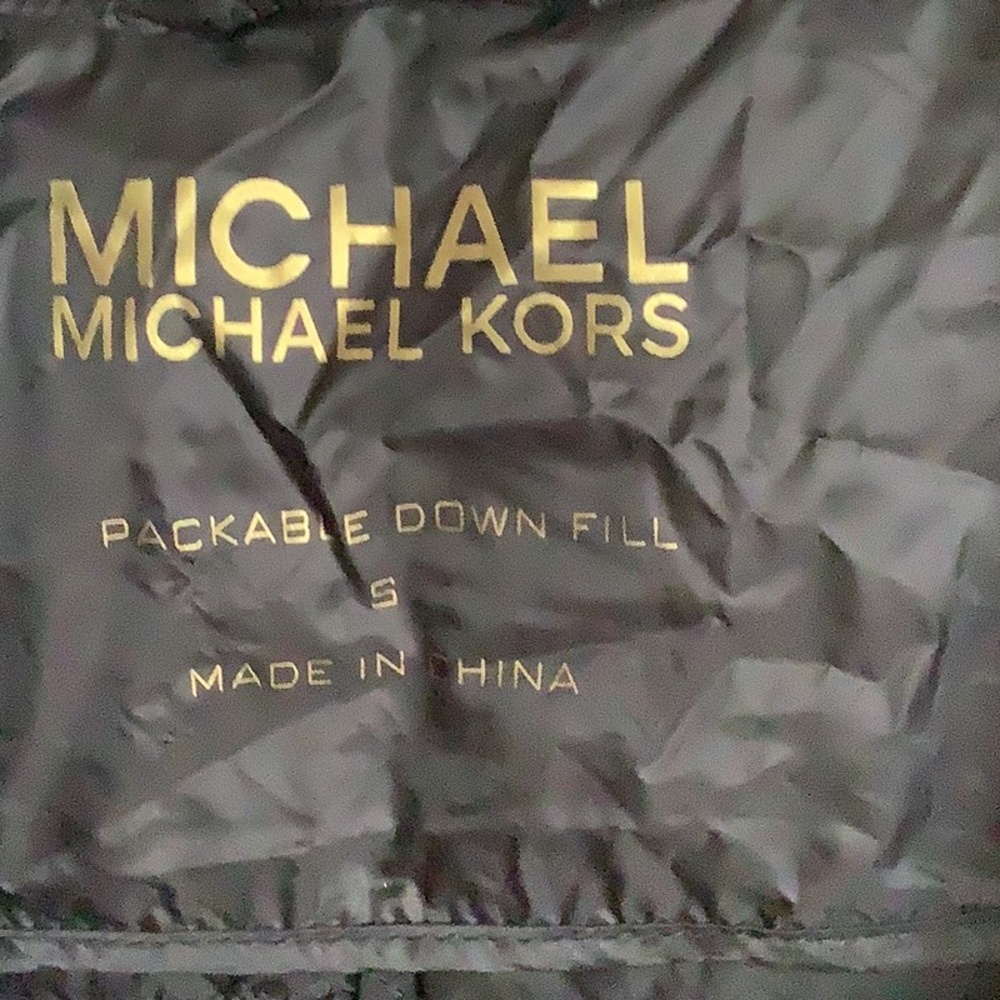 MICHAEL
MICHAEL KORS
PACKABLE DOWN FILL
S
MADE IN CHINA